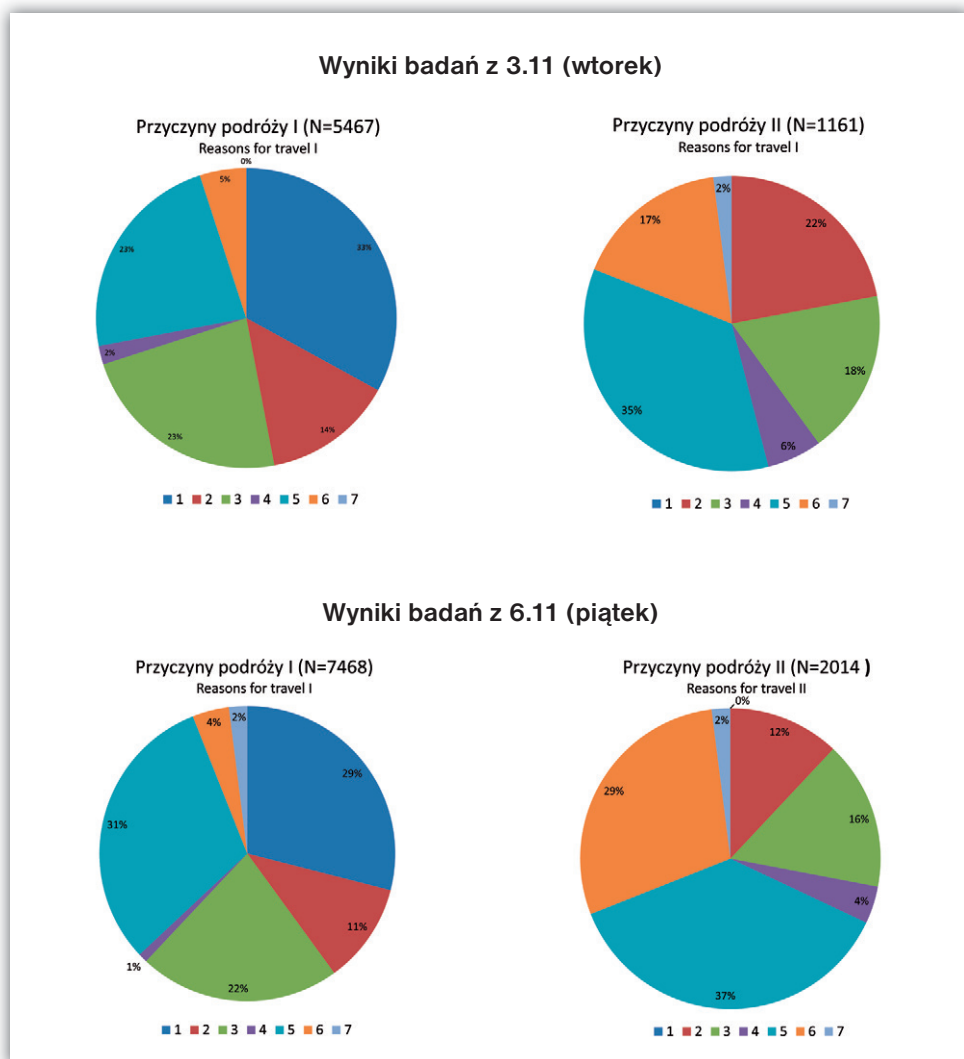 Wyniki badań z 3.11 (wtorek)
Przyczyny podróży I (N=5467)
Reasons for travel I
0%
5%
33%
23%
2%
14%
23%
1 2 3 4 5 6 7
Przyczyny podróży II (N=1161)
Reasons for travel I
2%
17%
22%
18%
35%
6%
1 2 3 4 5 6 7
Wyniki badań z 6.11 (piątek)
Przyczyny podróży I (N=7468)
Reasons for travel I
4%
2%
29%
31%
11%
1%
22%
1 2 3 4 5 6 7
Przyczyny podróży II (N=2014 )
Reasons for travel II
0%
2%
12%
29%
16%
4%
37%
1 2 3 4 5 6 7